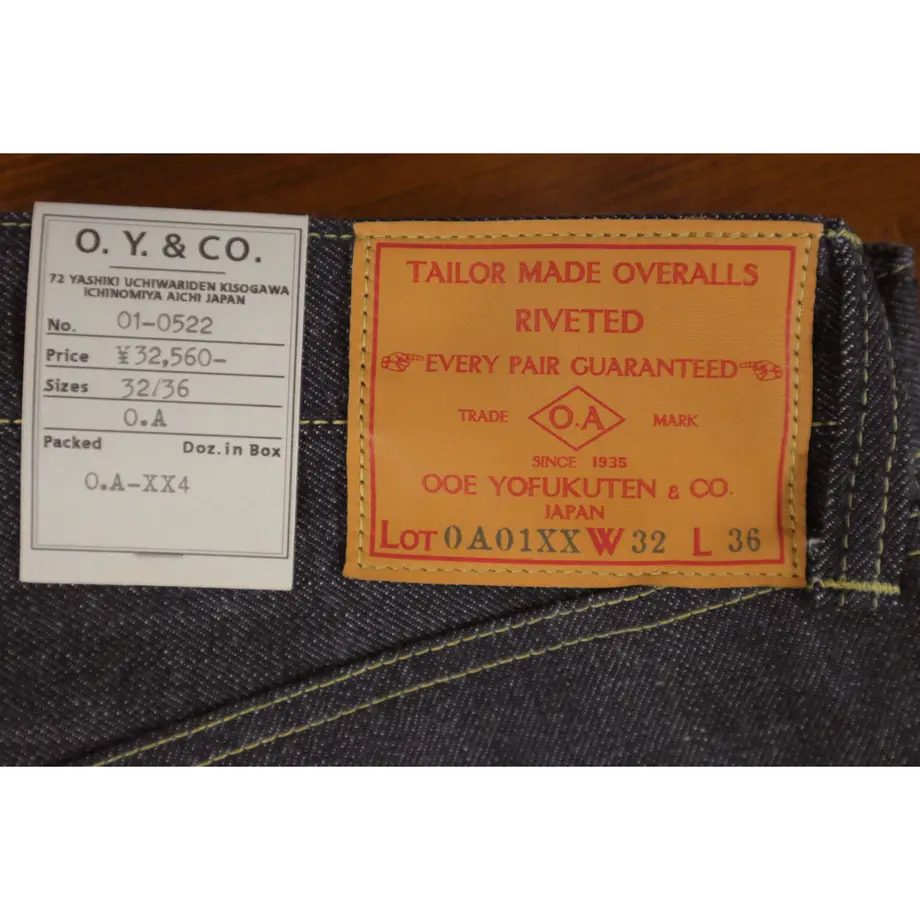 O. Y. & CO.
72 YASHIKI UCHIWARIDEN KISOGAWA
ICHINOMIYA AICHI JAPAN
No. 01-0522
Price ¥32,560-
Sizes 32/36
O.A
Packed Doz. in Box
O.A-XX4
TAILOR MADE OVERALLS
RIVETED
EVERY PAIR GUARANTEED
TRADE O.A MARK
SINCE 1935
OOE YOFUKUTEN & CO.
JAPAN
LOT 0A01XX W 32 L 36